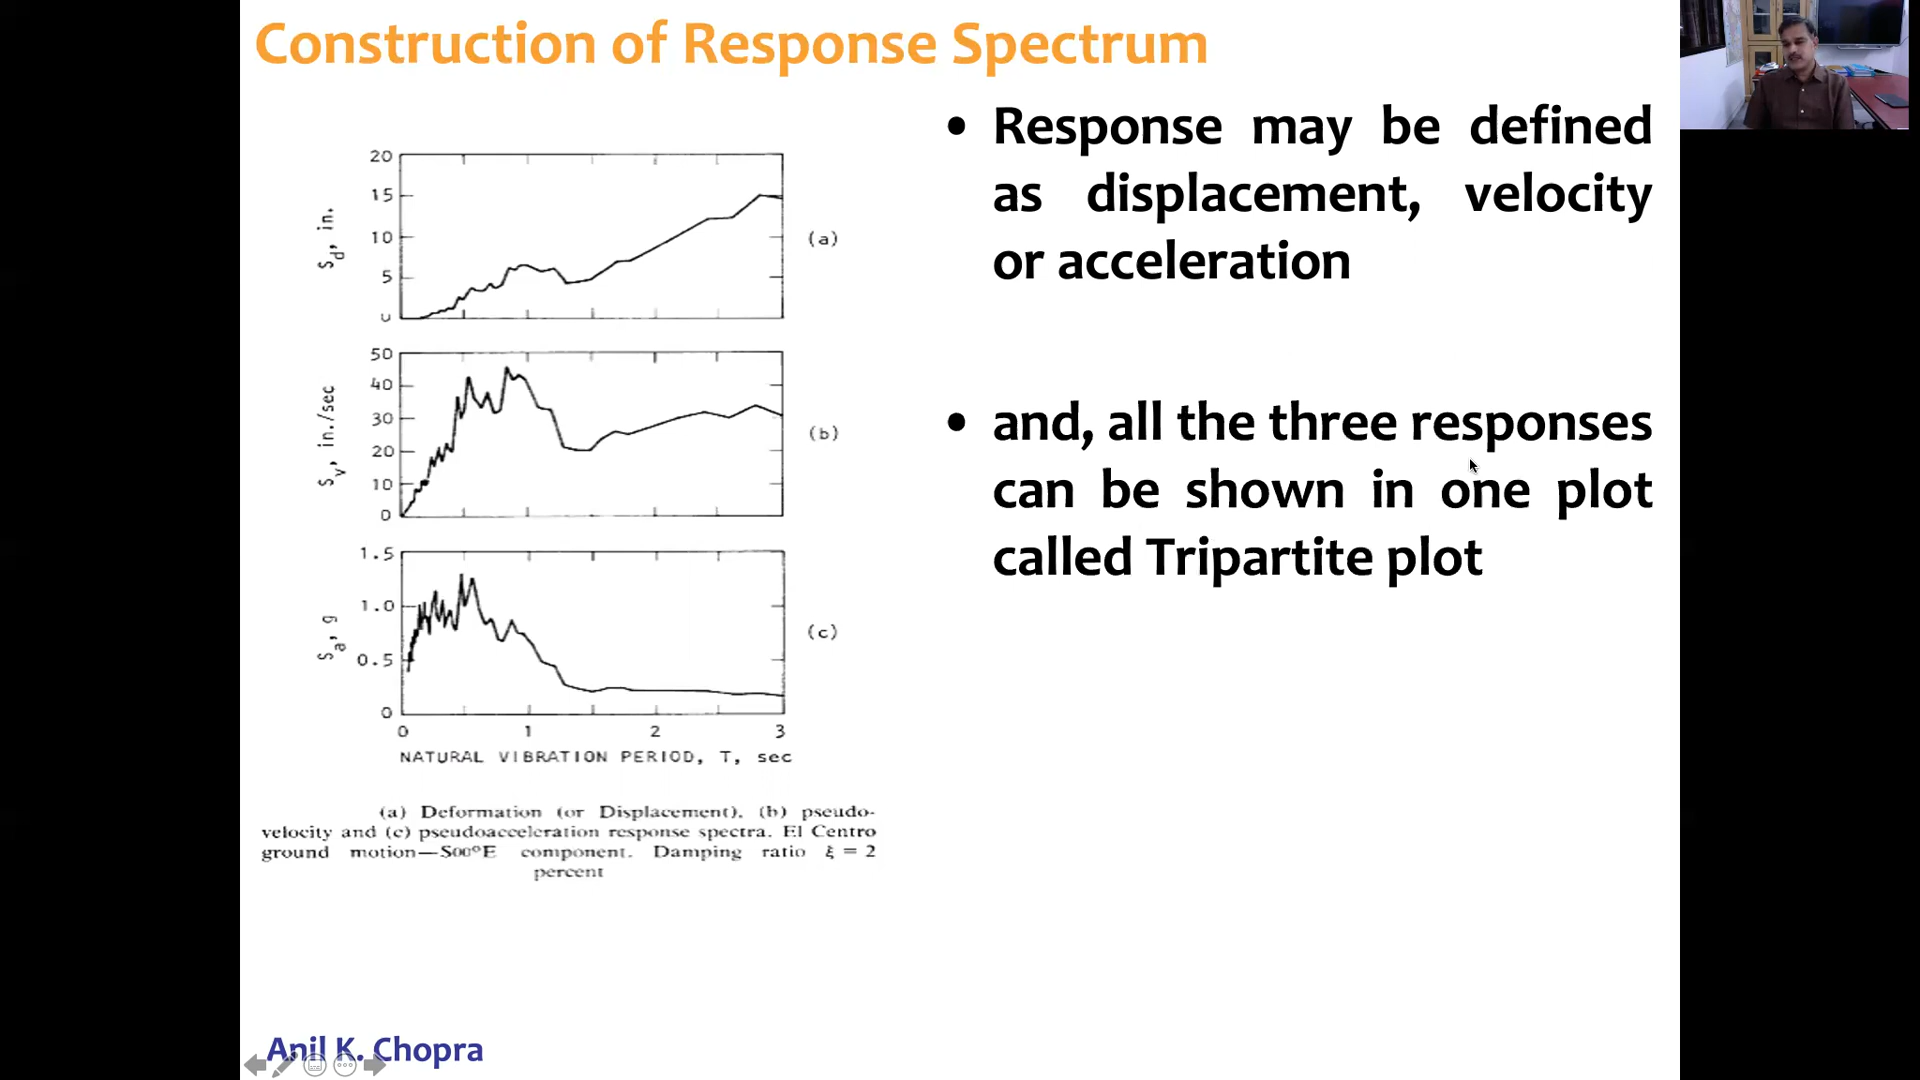 Construction of Response Spectrum
• Response may be defined
as displacement, velocity
or acceleration
• and, all the three responses
can be shown in one plot
called Tripartite plot
20
15
10
5
0
Sd, in.
(a)
50
40
30
20
10
0
Sv, in./sec
(b)
1.5
1.0
0.5
0
Sa, g
(c)
0 1 2 3
NATURAL VIBRATION PERIOD, T, sec
(a) Deformation (or Displacement), (b) pseudo-
velocity and (c) pseudoacceleration response spectra. El Centro
ground motion—S00°E component. Damping ratio ξ = 2
percent
Anil K. Chopra